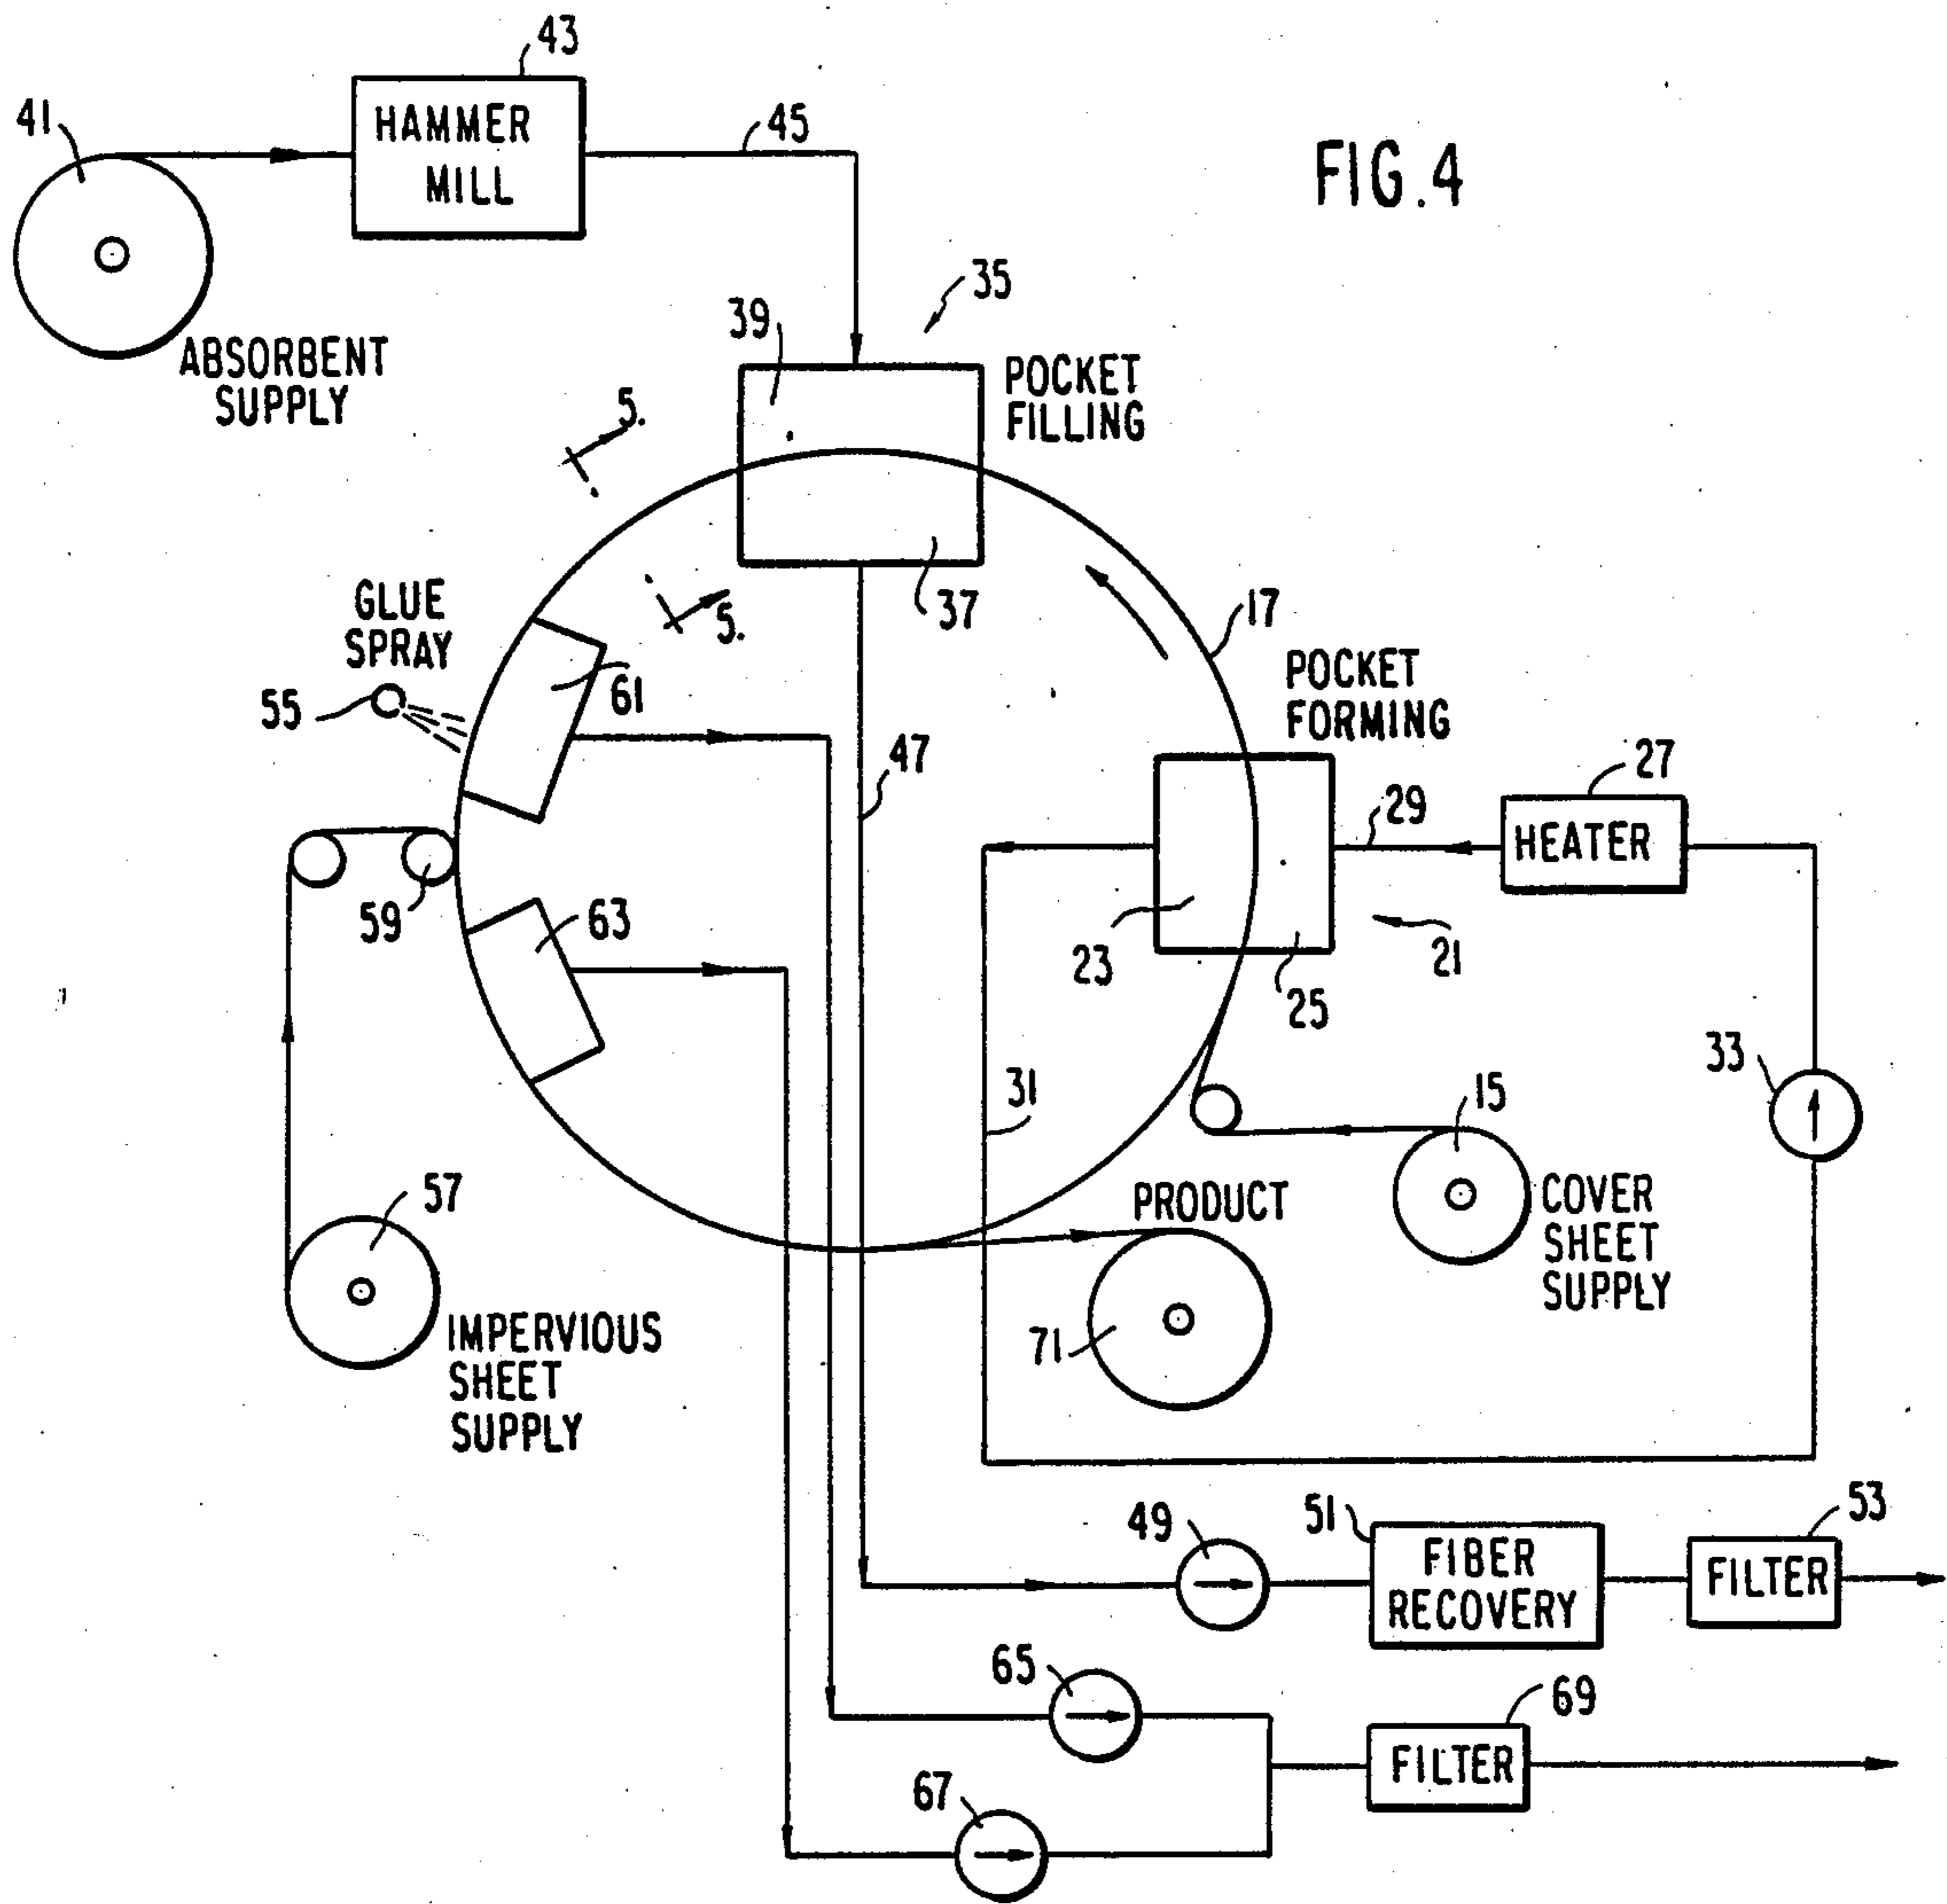 FIG.4
43
41
HAMMER
MILL
45
ABSORBENT
SUPPLY
39
35
POCKET
FILLING
5.
5.
37
17
GLUE
SPRAY
55
61
47
POCKET
FORMING
27
29
HEATER
59
63
23
25
21
33
31
15
57
PRODUCT
COVER
SHEET
SUPPLY
71
IMPERVIOUS
SHEET
SUPPLY
49
51
FIBER
RECOVERY
53
FILTER
65
69
FILTER
67